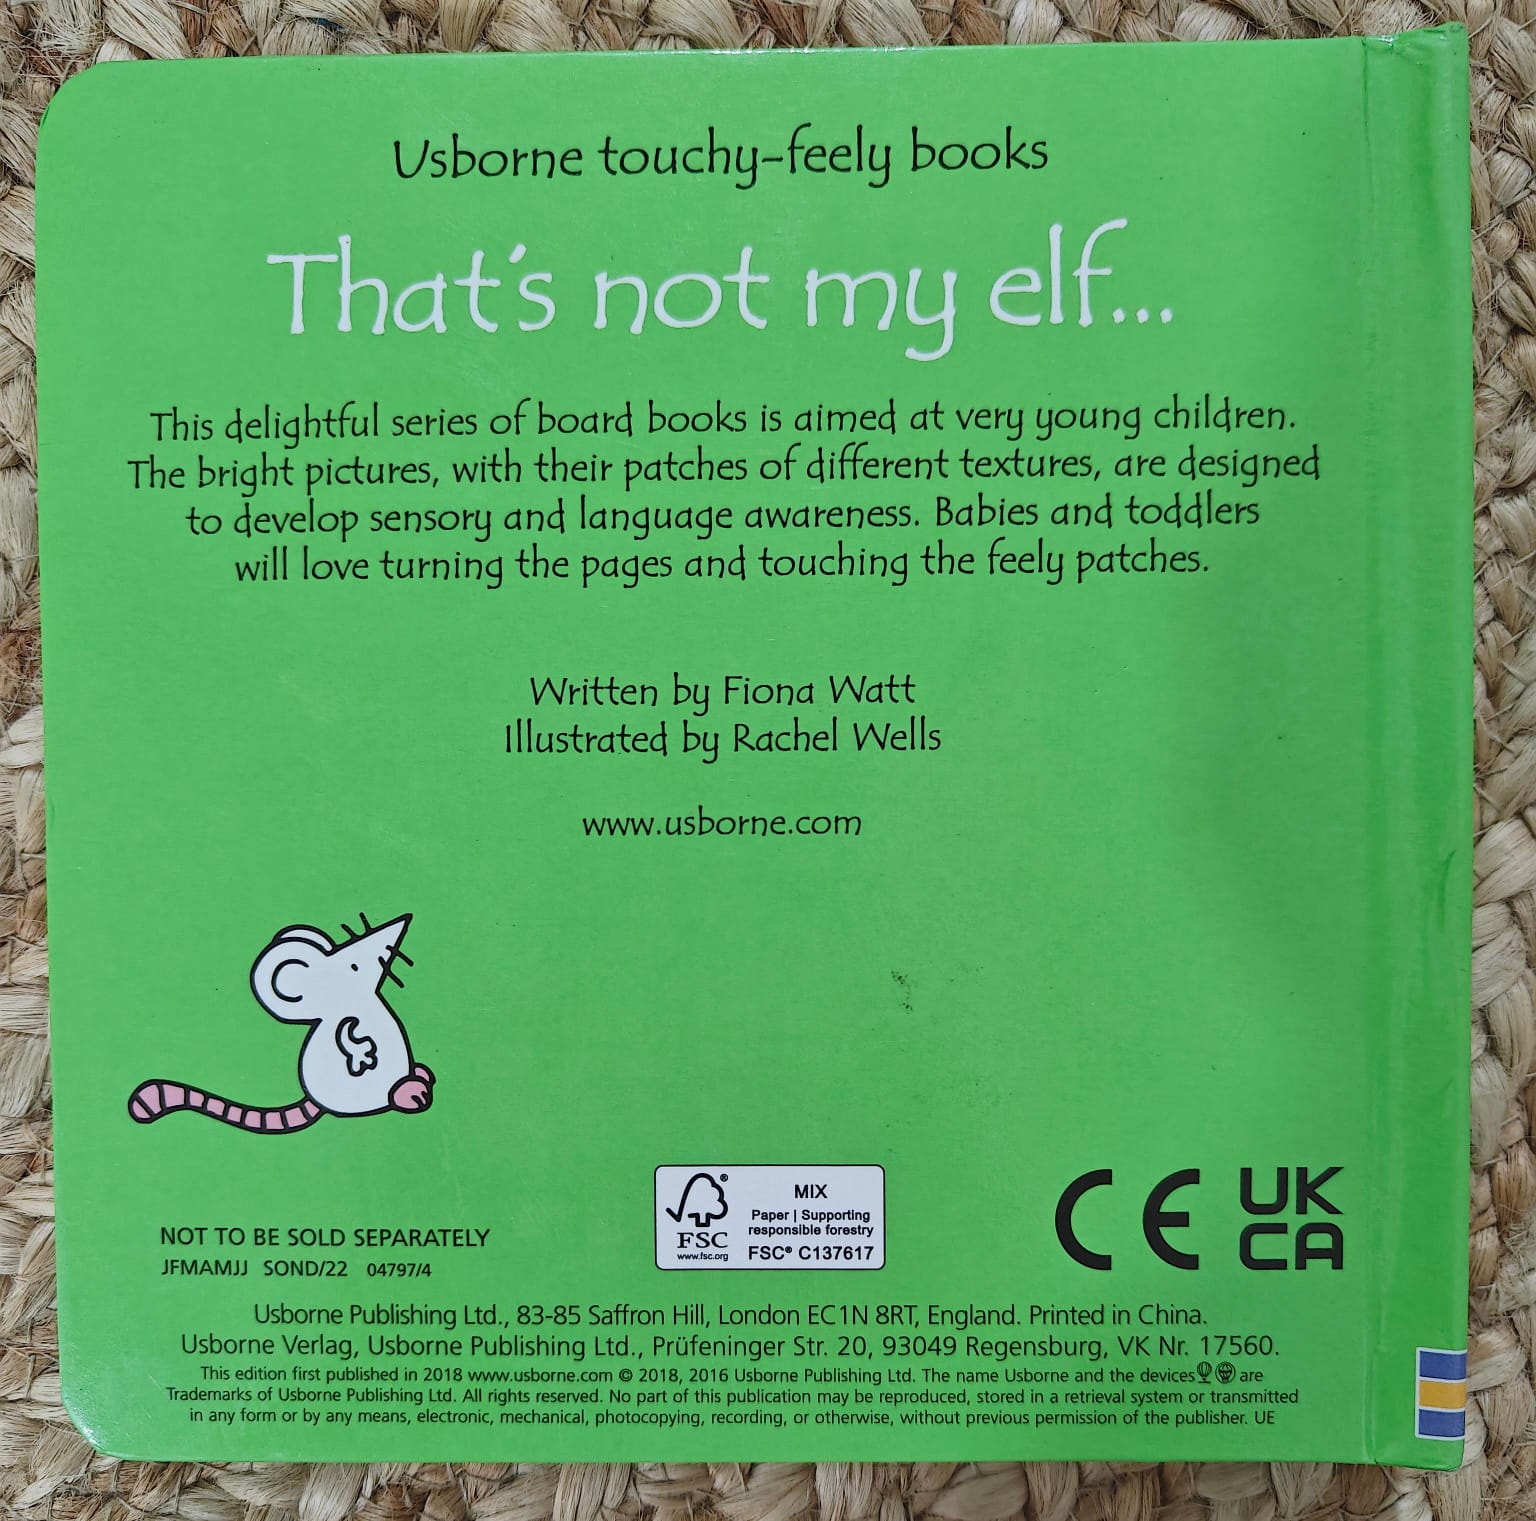 Usborne touchy-feely books
That's not my elf...
This delightful series of board books is aimed at very young children.
The bright pictures, with their patches of different textures, are designed
to develop sensory and language awareness. Babies and toddlers
will love turning the pages and touching the feely patches.
Written by Fiona Watt
Illustrated by Rachel Wells
www.usborne.com
NOT TO BE SOLD SEPARATELY
JFMAMJJ SOND/22 04797/4
®
FSC
www.fsc.org
MIX
Paper | Supporting
responsible forestry
FSC® C137617
CE
UK
CA
Usborne Publishing Ltd., 83-85 Saffron Hill, London EC1N 8RT, England. Printed in China.
Usborne Verlag, Usborne Publishing Ltd., Prüfeninger Str. 20, 93049 Regensburg, VK Nr. 17560.
This edition first published in 2018 www.usborne.com © 2018, 2016 Usborne Publishing Ltd. The name Usborne and the devices are
Trademarks of Usborne Publishing Ltd. All rights reserved. No part of this publication may be reproduced, stored in a retrieval system or transmitted
in any form or by any means, electronic, mechanical, photocopying, recording, or otherwise, without previous permission of the publisher. UE